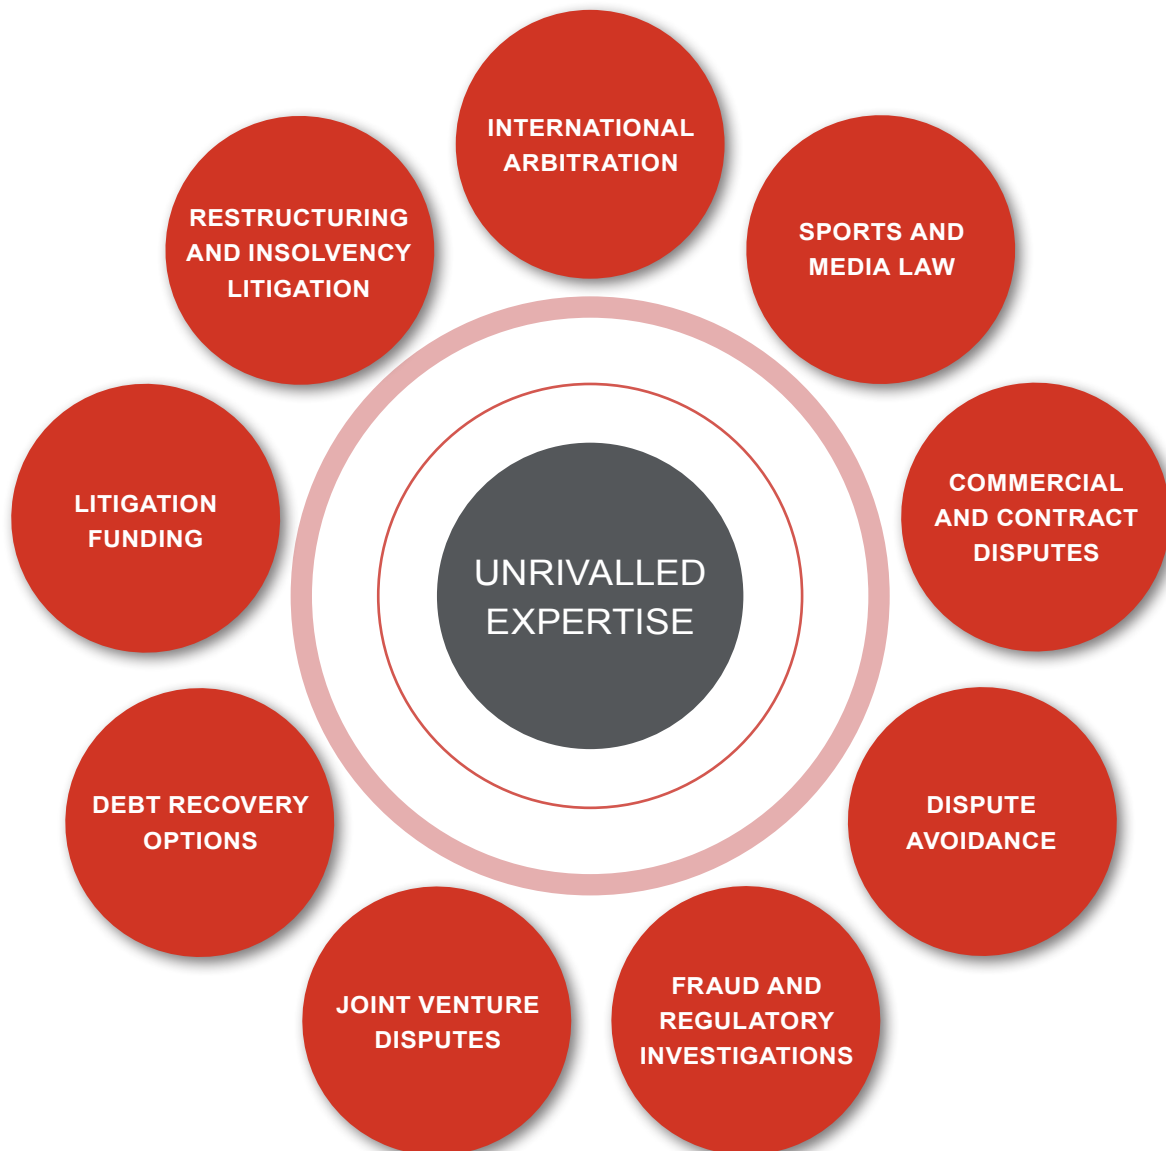 INTERNATIONAL
ARBITRATION
SPORTS AND
MEDIA LAW
COMMERCIAL
AND CONTRACT
DISPUTES
DISPUTE
AVOIDANCE
FRAUD AND
REGULATORY
INVESTIGATIONS
JOINT VENTURE
DISPUTES
DEBT RECOVERY
OPTIONS
LITIGATION
FUNDING
RESTRUCTURING
AND INSOLVENCY
LITIGATION
UNRIVALLED
EXPERTISE